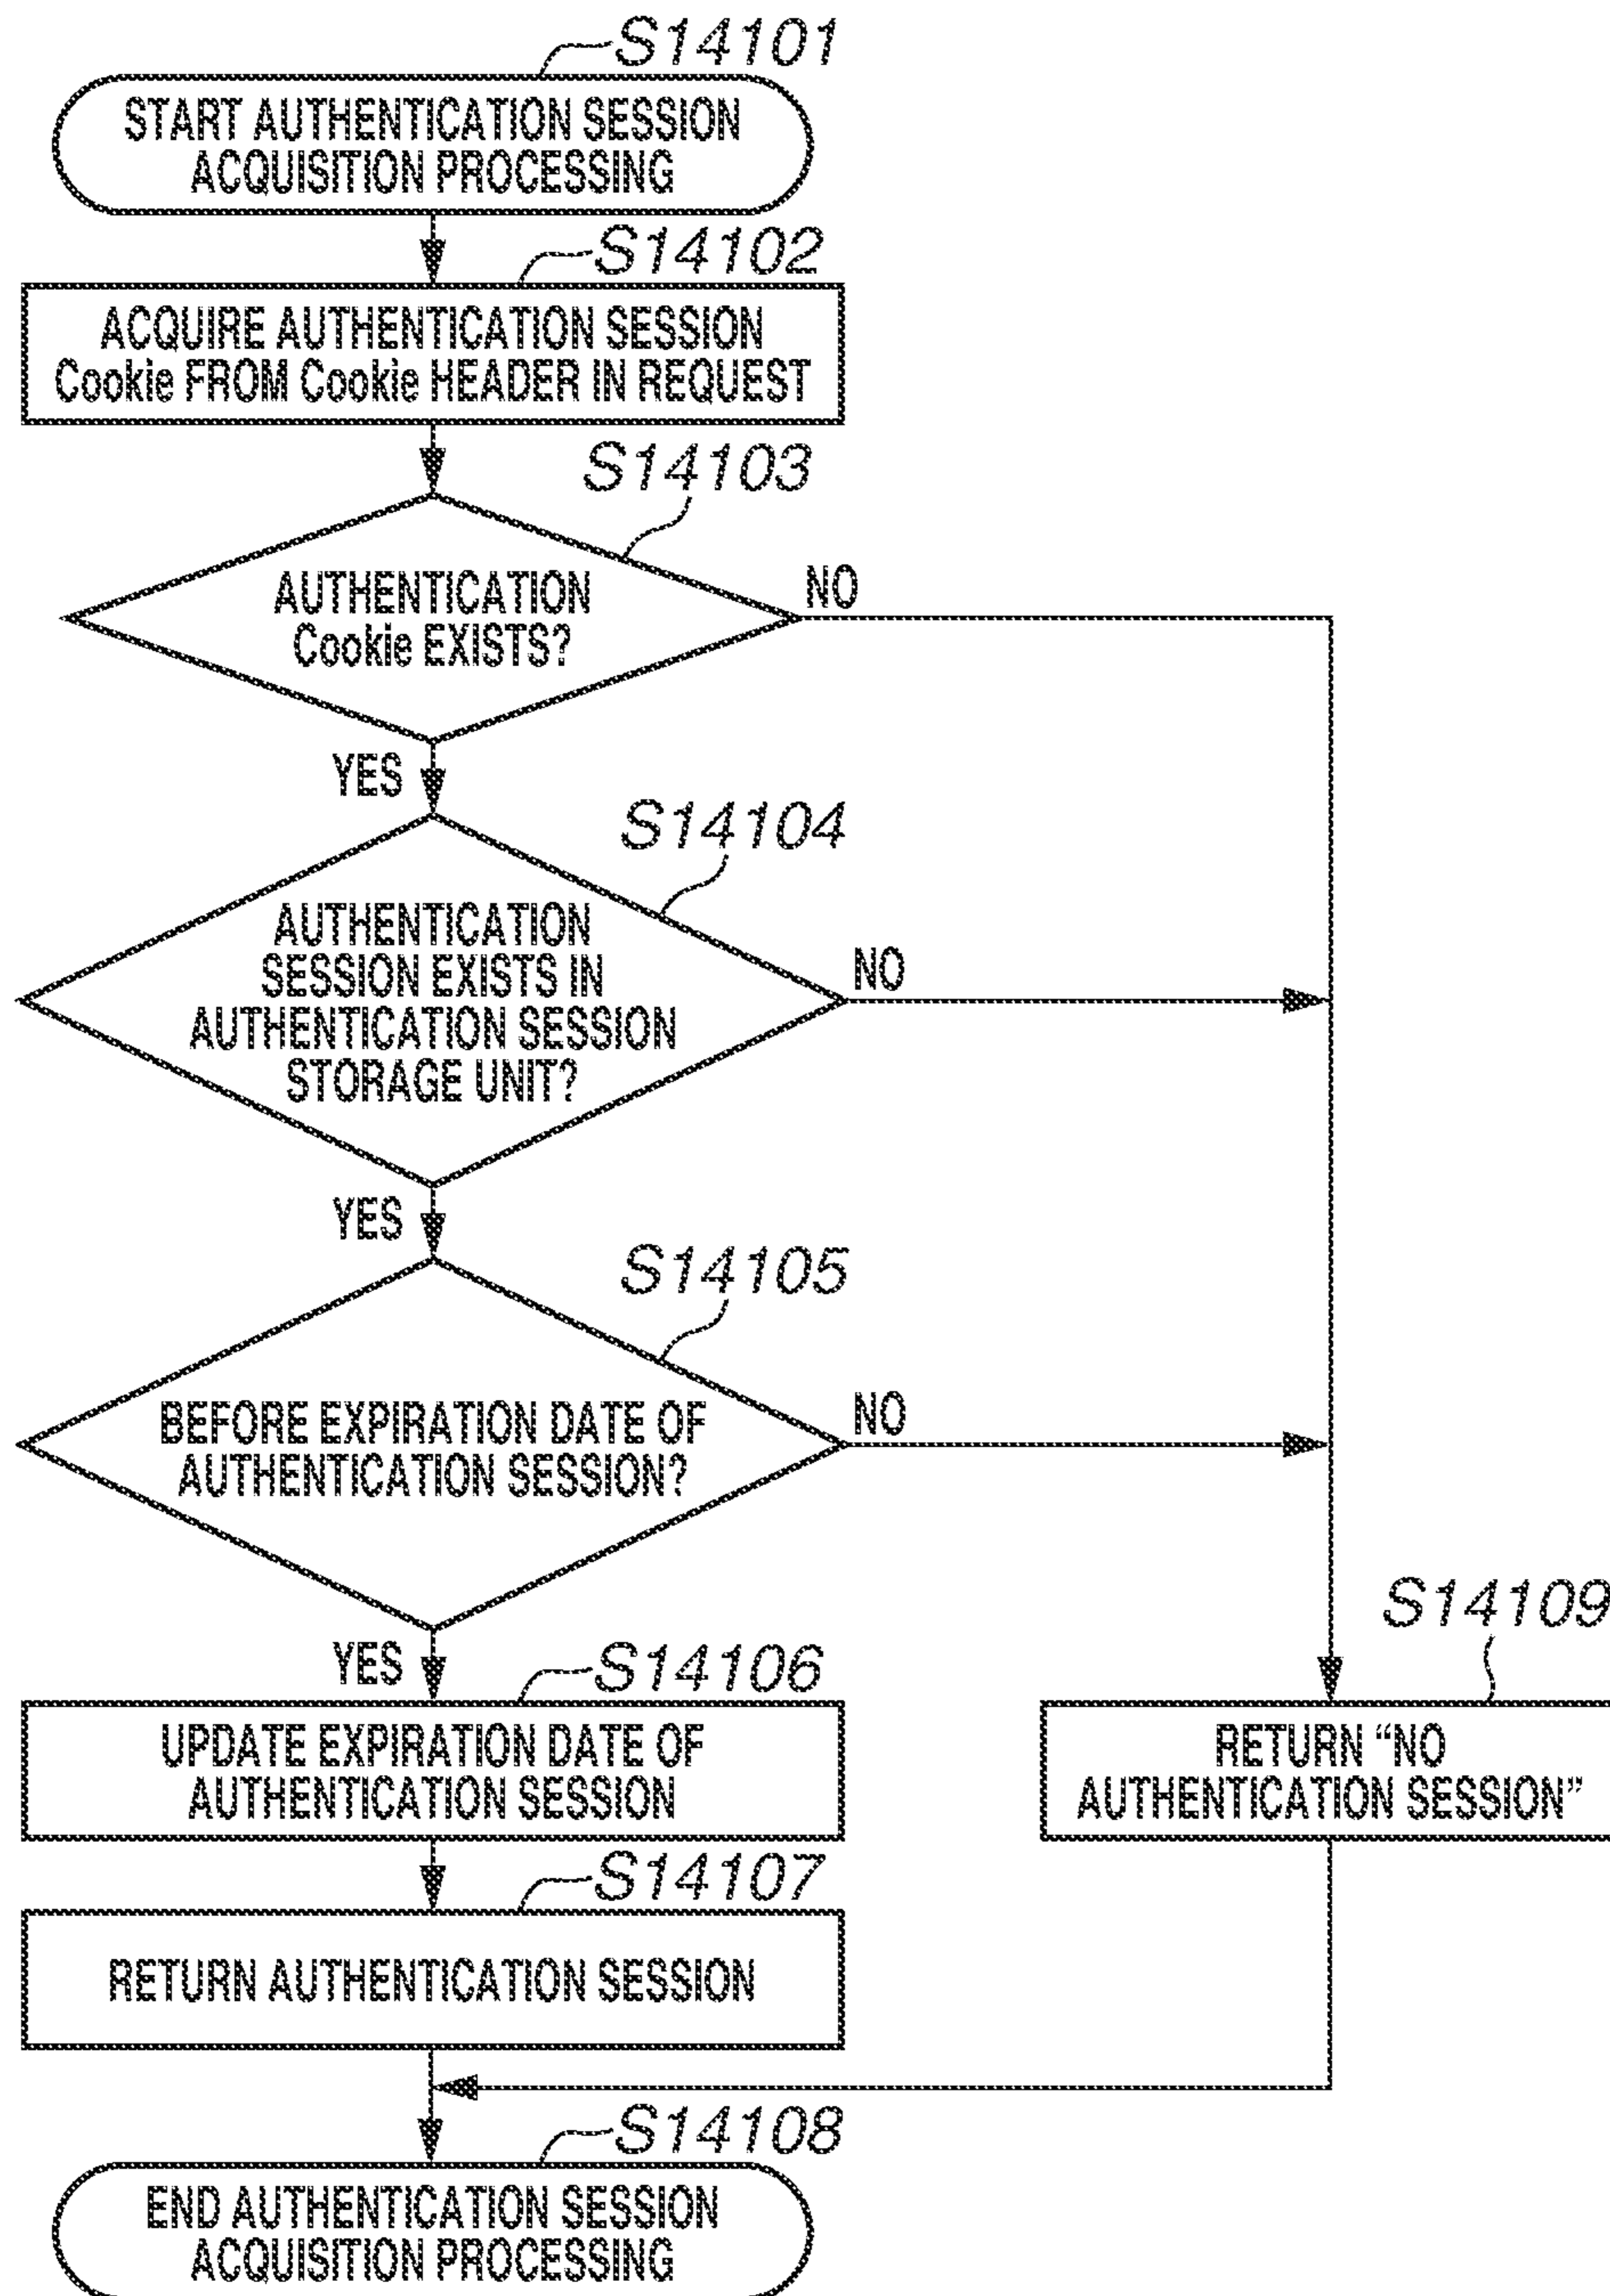 S14101
START AUTHENTICATION SESSION
ACQUISITION PROCESSING
S14102
ACQUIRE AUTHENTICATION SESSION
Cookie FROM Cookie HEADER IN REQUEST
S14103
AUTHENTICATION
Cookie EXISTS?
NO
YES
S14104
AUTHENTICATION
SESSION EXISTS IN
AUTHENTICATION SESSION
STORAGE UNIT?
NO
YES
S14105
BEFORE EXPIRATION DATE OF
AUTHENTICATION SESSION?
NO
YES
S14106
UPDATE EXPIRATION DATE OF
AUTHENTICATION SESSION
S14109
RETURN “NO
AUTHENTICATION SESSION”
S14107
RETURN AUTHENTICATION SESSION
S14108
END AUTHENTICATION SESSION
ACQUISITION PROCESSING